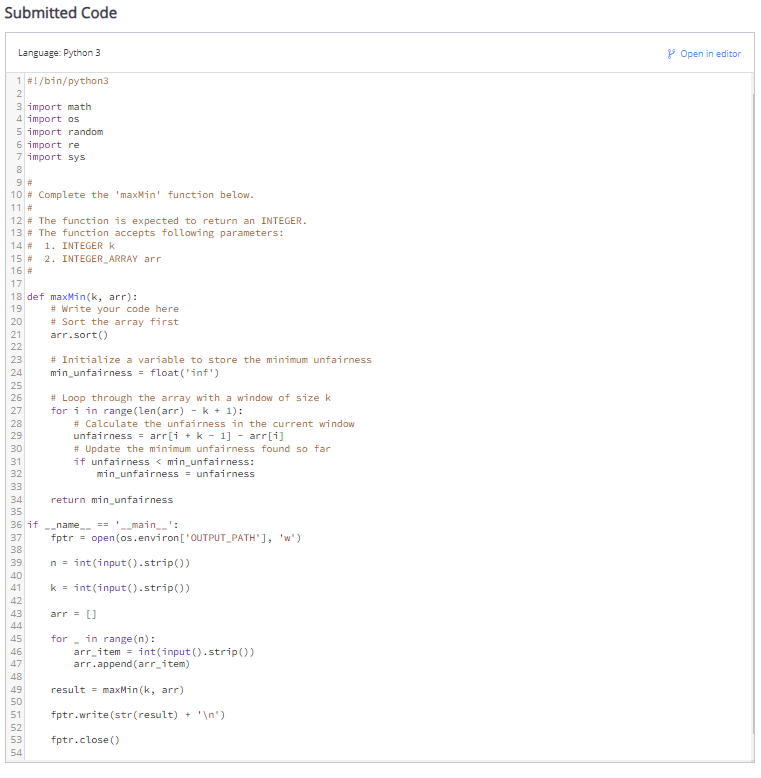 Submitted Code
Language: Python 3
Open in editor
1 #!/bin/python3
2
3 import math
4 import os
5 import random
6 import re
7 import sys
8
9 #
10 # Complete the 'maxMin' function below.
11 #
12 # The function is expected to return an INTEGER.
13 # The function accepts following parameters:
14 #  1. INTEGER k
15 #  2. INTEGER_ARRAY arr
16 #
17
18 def maxMin(k, arr):
19     # Write your code here
20     # Sort the array first
21     arr.sort()
22
23     # Initialize a variable to store the minimum unfairness
24     min_unfairness = float('inf')
25
26     # Loop through the array with a window of size k
27     for i in range(len(arr) - k + 1):
28         # Calculate the unfairness in the current window
29         unfairness = arr[i + k - 1] - arr[i]
30         # Update the minimum unfairness found so far
31         if unfairness < min_unfairness:
32             min_unfairness = unfairness
33
34     return min_unfairness
35
36 if __name__ == '__main__':
37     fptr = open(os.environ['OUTPUT_PATH'], 'w')
38
39     n = int(input().strip())
40
41     k = int(input().strip())
42
43     arr = []
44
45     for _ in range(n):
46         arr_item = int(input().strip())
47         arr.append(arr_item)
48
49     result = maxMin(k, arr)
50
51     fptr.write(str(result) + '\n')
52
53     fptr.close()
54